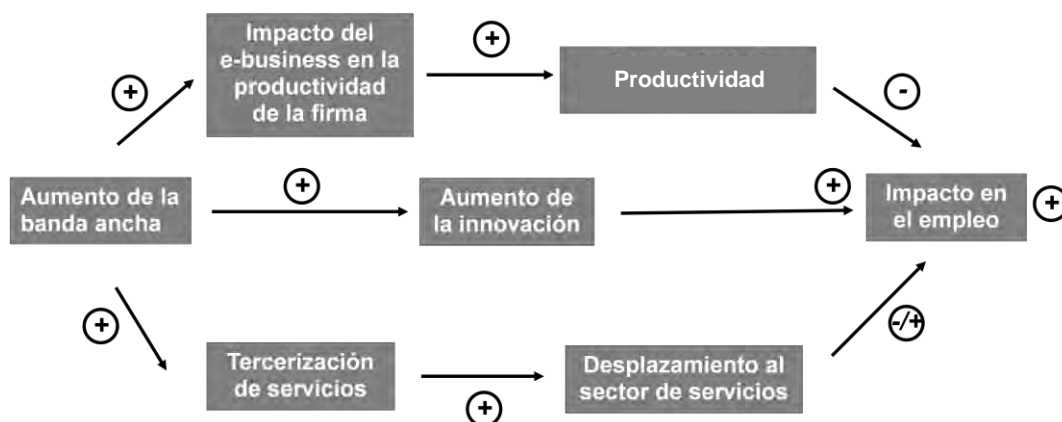 Impacto del
e-business en la
productividad
de la firma
+
Productividad
+
-
Aumento de la
banda ancha
+
Aumento de
la innovación
+
Impacto en
el empleo
+
+
Tercerización
de servicios
+
Desplazamiento al
sector de servicios
-/+